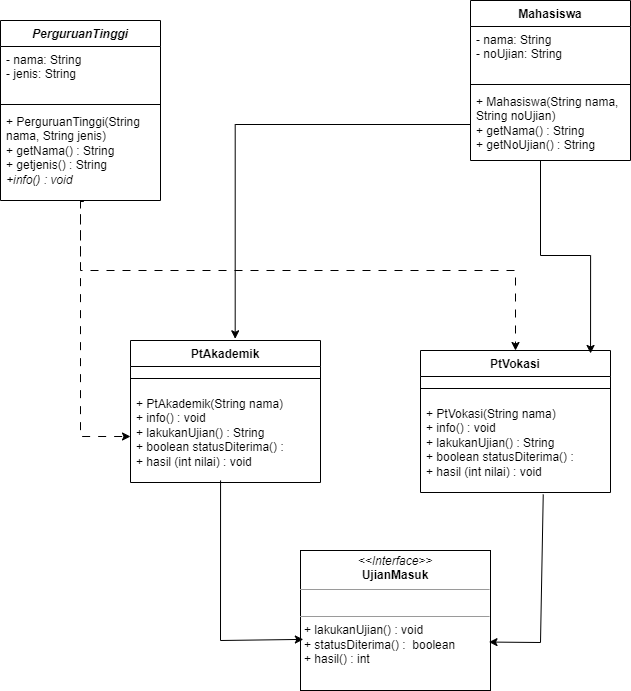 PerguruanTinggi
- nama: String
- jenis: String
+ PerguruanTinggi(String
nama, String jenis)
+ getNama() : String
+ getjenis() : String
+info() : void
Mahasiswa
- nama: String
- noUjian: String
+ Mahasiswa(String nama,
String noUjian)
+ getNama() : String
+ getNoUjian() : String
PtAkademik
+ PtAkademik(String nama)
+ info() : void
+ lakukanUjian() : String
+ boolean statusDiterima() :
+ hasil (int nilai) : void
PtVokasi
+ PtVokasi(String nama)
+ info() : void
+ lakukanUjian() : String
+ boolean statusDiterima() :
+ hasil (int nilai) : void
<<Interface>>
UjianMasuk
+ lakukanUjian() : void
+ statusDiterima() : boolean
+ hasil() : int